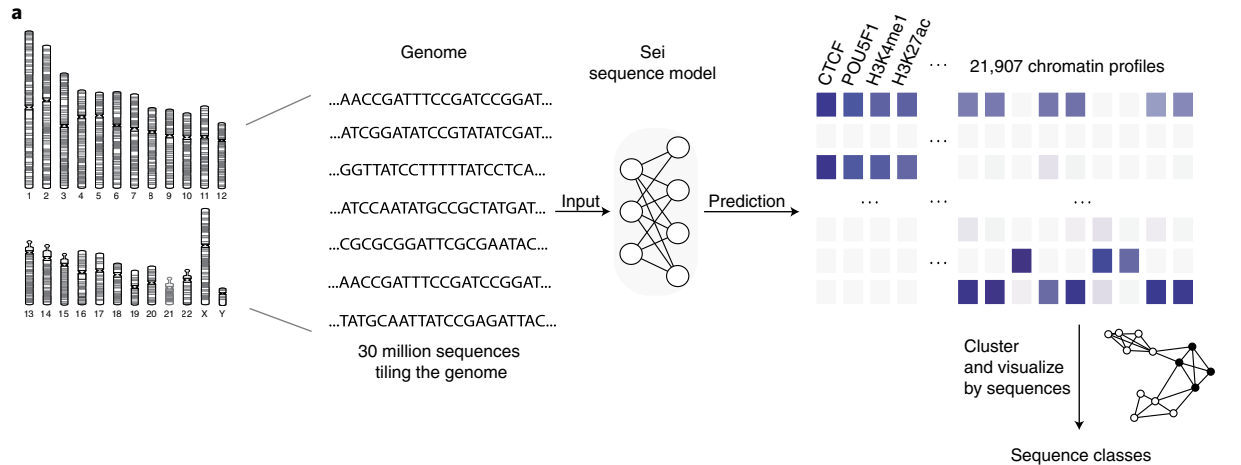 a
Genome
Sei
sequence model
CTCF
POU5F1
H3K4me1
H3K27ac
...
21,907 chromatin profiles
...AACCGATTTCCGATCCGGAT...
...ATCGGATATCCGTATATCGAT...
...GGTTATCCTTTTTATCCTCA...
...ATCCAATATGCCGCTATGAT...
...CGCGCGGATTCGCGAATAC...
...AACCGATTTCCGATCCGGAT...
...TATGCAATTATCCGAGATTAC...
30 million sequences
tiling the genome
1 2 3 4 5 6 7 8 9 10 11 12
13 14 15 16 17 18 19 20 21 22 X Y
Input
Prediction
...
... ... ...
...
Cluster
and visualize
by sequences
Sequence classes